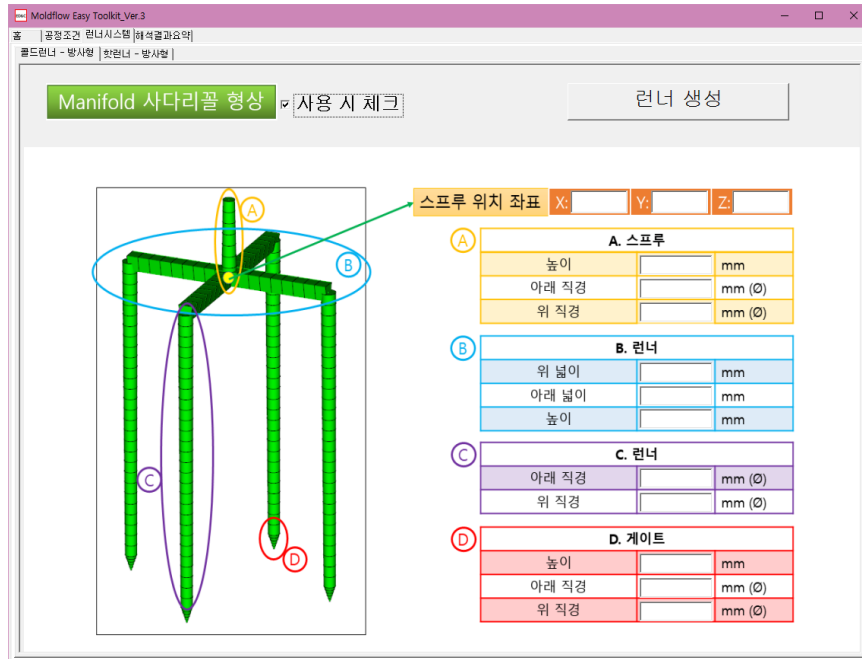 Moldflow Easy Toolkit_Ver.3
홈 공정조건 런너시스템 해석결과요약
콜드런너 - 방사형 핫런너 - 방사형
Manifold 사다리꼴 형상 사용 시 체크 런너 생성
스프루 위치 좌표 X: Y: Z:
A
B
C
D
A A. 스프루
높이 mm
아래 직경 mm (Ø)
위 직경 mm (Ø)
B B. 런너
위 넓이 mm
아래 넓이 mm
높이 mm
C C. 런너
아래 직경 mm (Ø)
위 직경 mm (Ø)
D D. 게이트
높이 mm
아래 직경 mm (Ø)
위 직경 mm (Ø)